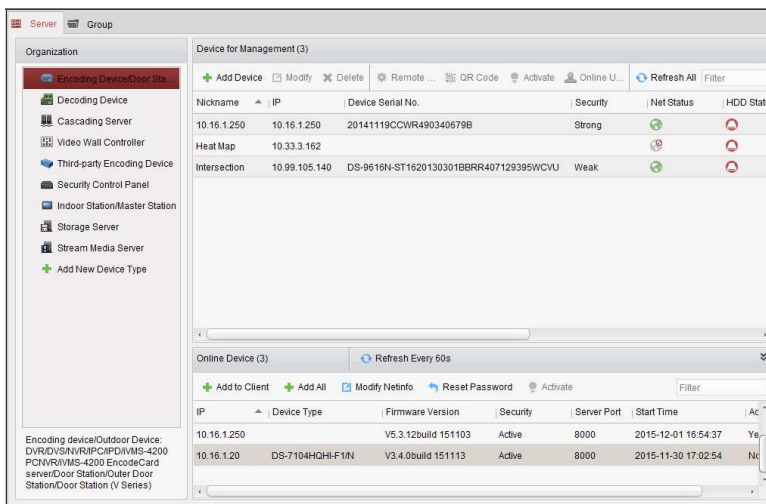 Server Group
Organization
Encoding Device/Door Sta...
Decoding Device
Cascading Server
Video Wall Controller
Third-party Encoding Device
Security Control Panel
Indoor Station/Master Station
Storage Server
Stream Media Server
Add New Device Type
Encoding device/Outdoor Device:
DVR/DVS/NVR/IPC/IPD/iVMS-4200
PCNVR/iVMS-4200 EncodeCard
server/Door Station/Outer Door
Station/Door Station (V Series)
Device for Management (3)
Add Device Modify Delete Remote ... QR Code Activate Online U... Refresh All Filter
Nickname IP Device Serial No. Security Net Status HDD Stat
10.16.1.250 10.16.1.250 20141119CCWR490340679B Strong
Heat Map 10.33.3.162
Intersection 10.99.105.140 DS-9616N-ST1620130301BBRR407129395WCVU Weak
Online Device (3) Refresh Every 60s
Add to Client Add All Modify Netinfo Reset Password Activate Filter
IP Device Type Firmware Version Security Server Port Start Time Ac
10.16.1.250 V5.3.12build 151103 Active 8000 2015-12-01 16:54:37 Ye
10.16.1.20 DS-7104HQHI-F1/N V3.4.0build 151113 Active 8000 2015-11-30 17:02:54 No